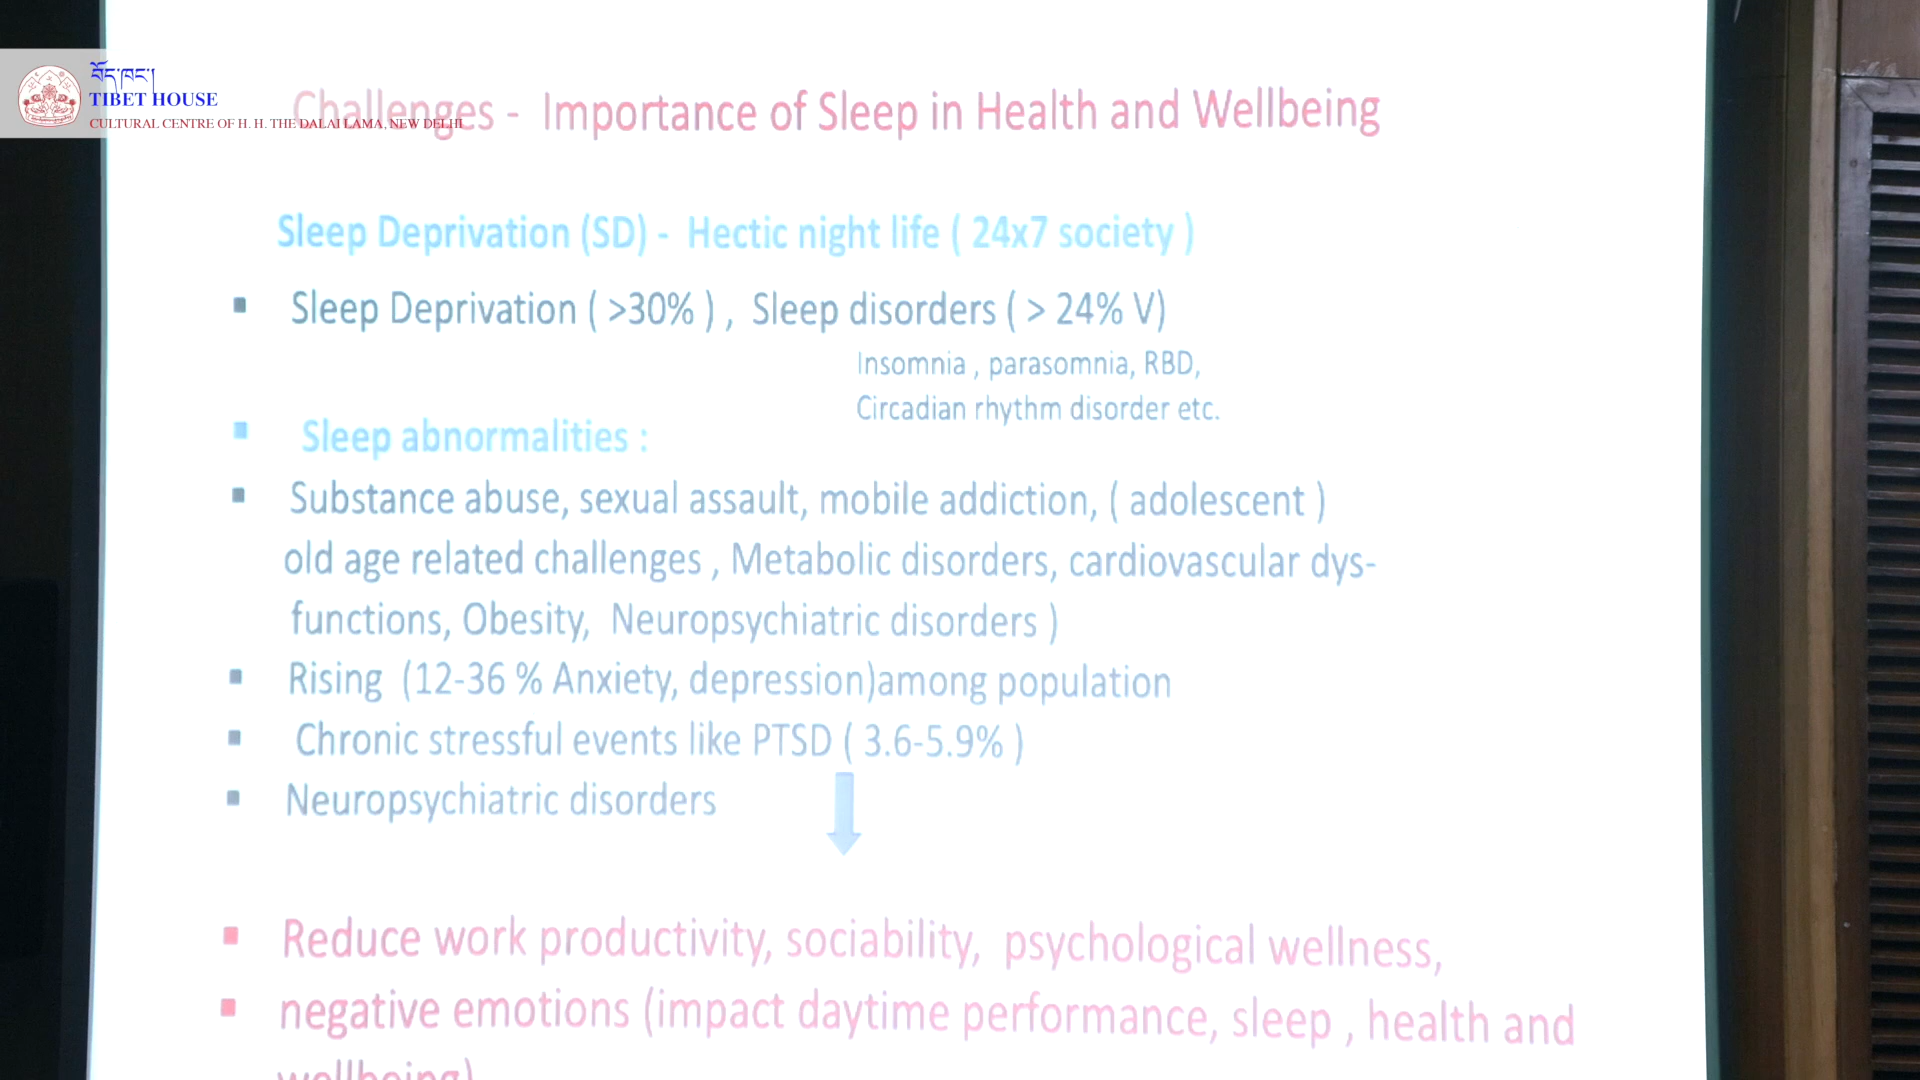 བོད་ཁང་།
TIBET HOUSE
CULTURAL CENTRE OF H. H. THE DALAI LAMA, NEW DELHI
Challenges - Importance of Sleep in Health and Wellbeing
Sleep Deprivation (SD) - Hectic night life ( 24x7 society )
▪ Sleep Deprivation ( >30% ) , Sleep disorders ( > 24% V)
Insomnia , parasomnia, RBD,
Circadian rhythm disorder etc.
▪ Sleep abnormalities :
▪ Substance abuse, sexual assault, mobile addiction, ( adolescent )
old age related challenges , Metabolic disorders, cardiovascular dys-
functions, Obesity, Neuropsychiatric disorders )
▪ Rising (12-36 % Anxiety, depression)among population
▪ Chronic stressful events like PTSD ( 3.6-5.9% )
▪ Neuropsychiatric disorders
▪ Reduce work productivity, sociability, psychological wellness,
▪ negative emotions (impact daytime performance, sleep , health and
wellbeing)